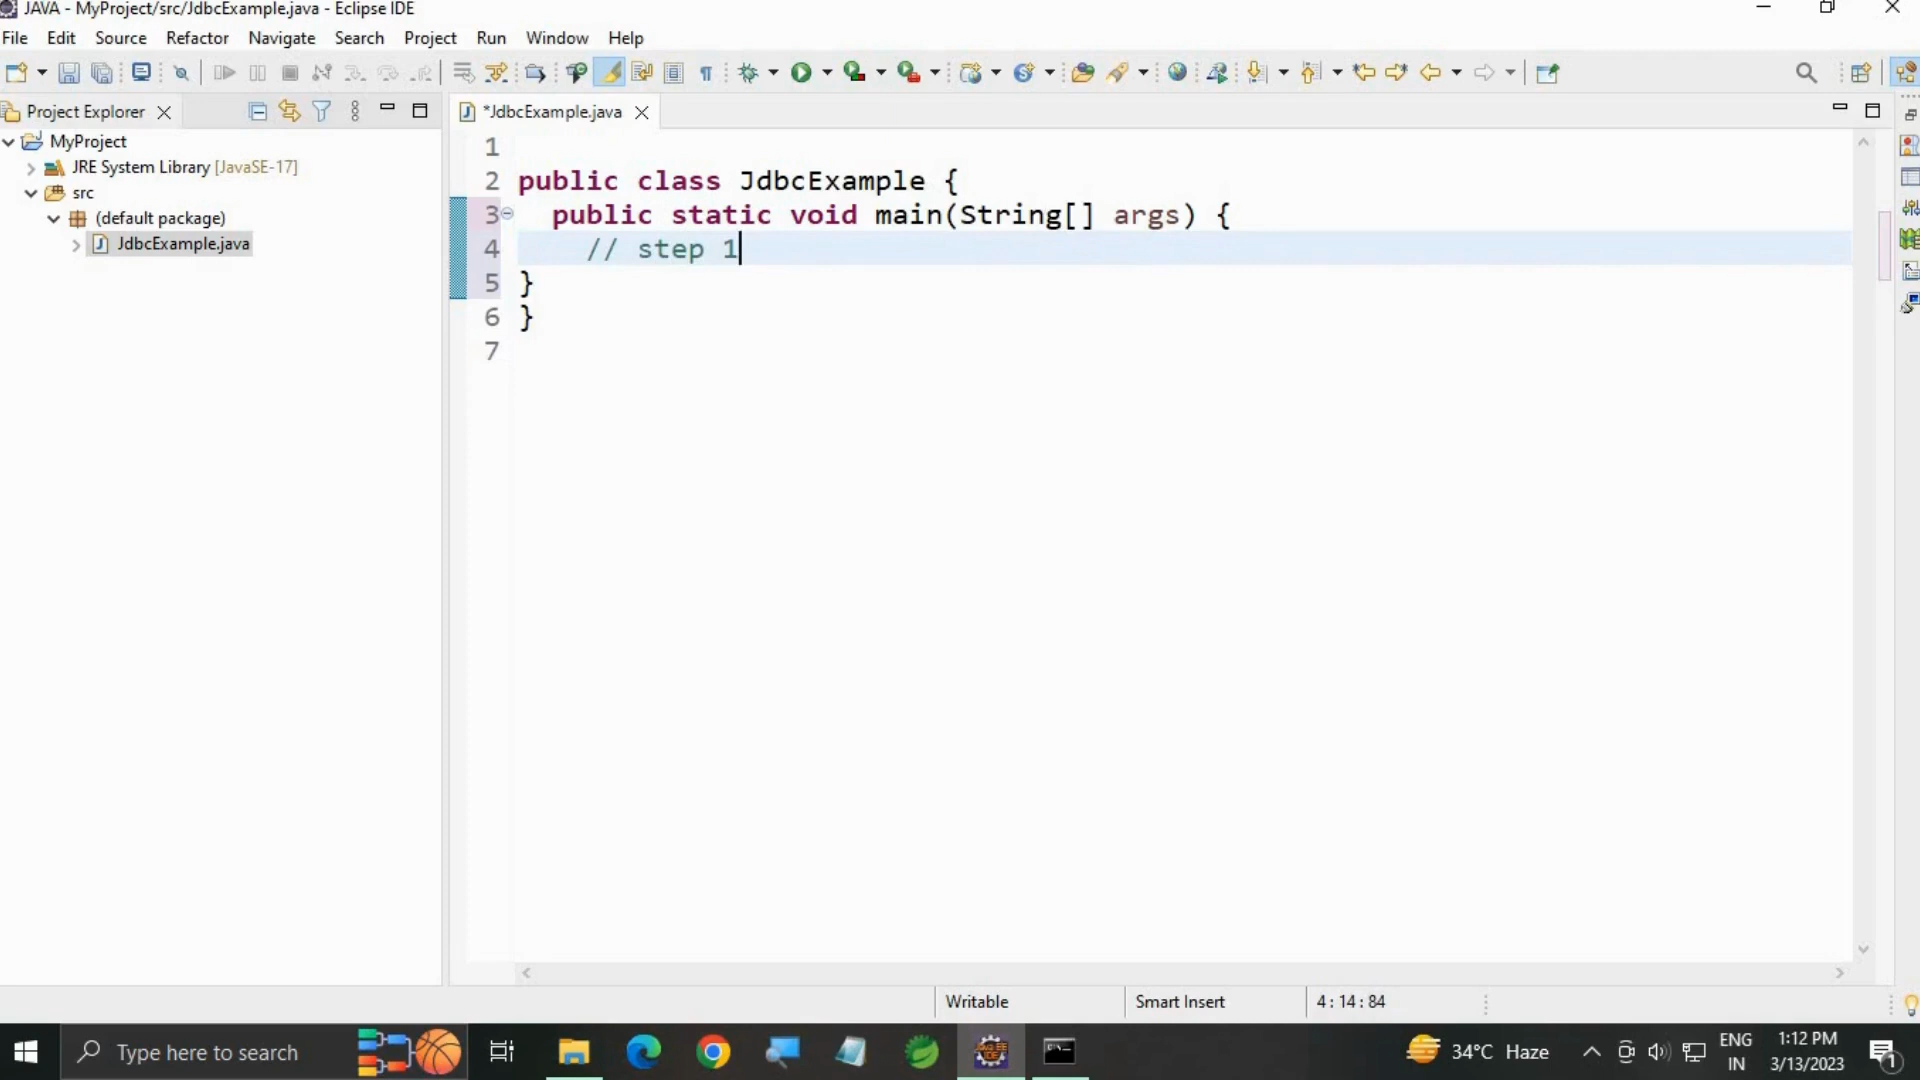 JAVA - MyProject/src/JdbcExample.java - Eclipse IDE
File Edit Source Refactor Navigate Search Project Run Window Help
Project Explorer
*JdbcExample.java
MyProject
JRE System Library [JavaSE-17]
src
(default package)
JdbcExample.java
1
2 public class JdbcExample {
3 public static void main(String[] args) {
4 // step 1
5 }
6 }
7
Writable Smart Insert 4 : 14 : 84
Type here to search
34°C Haze
ENG
IN
1:12 PM
3/13/2023
1